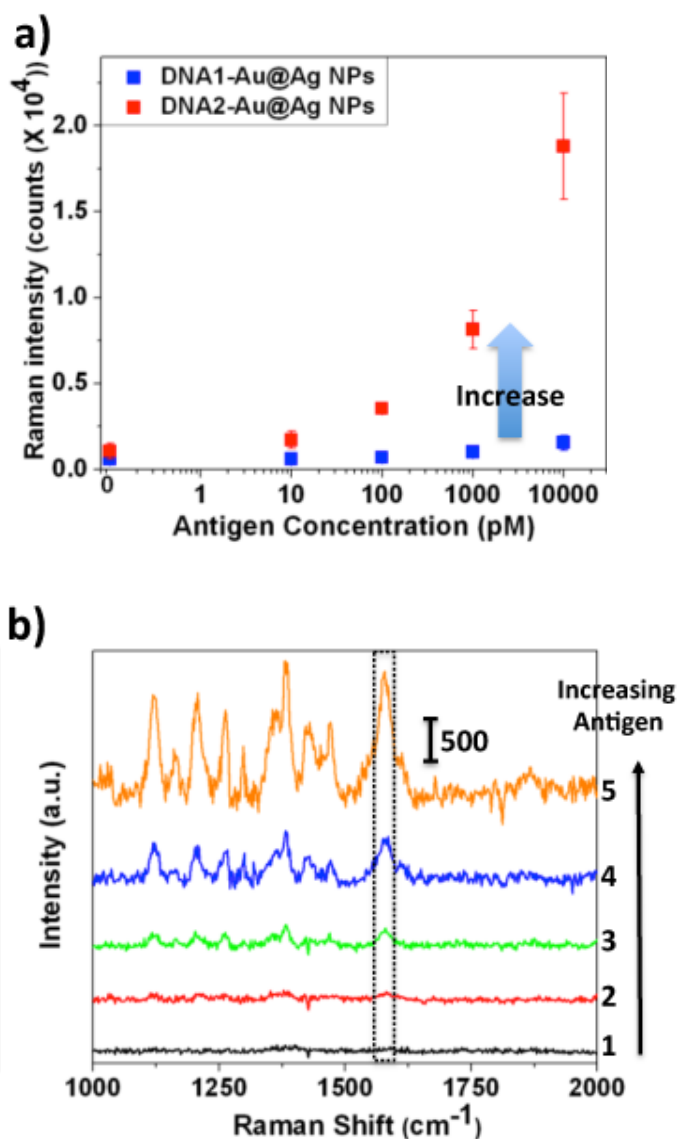 a)
Raman intensity (counts (X 10⁴))
2.0
1.5
1.0
0.5
0.0
DNA1-Au@Ag NPs
DNA2-Au@Ag NPs
Increase
0 1 10 100 1000 10000
Antigen Concentration (pM)
b)
Intensity (a.u.)
500
Increasing
Antigen
5
4
3
2
1
1000 1250 1500 1750 2000
Raman Shift (cm⁻¹)